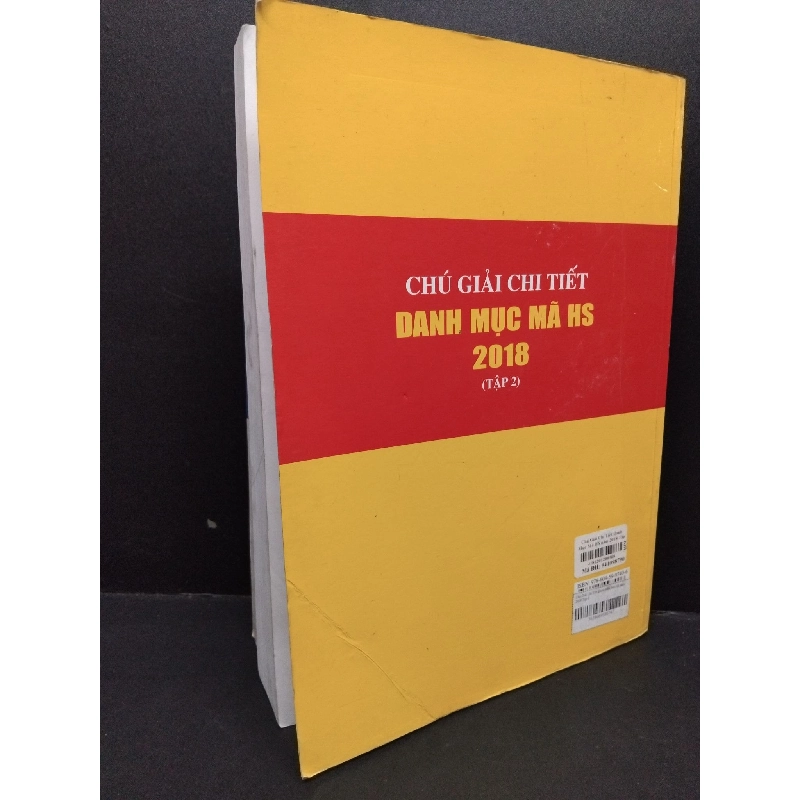 CHÚ GIẢI CHI TIẾT
DANH MỤC MÃ HS
2018
(TẬP 2)